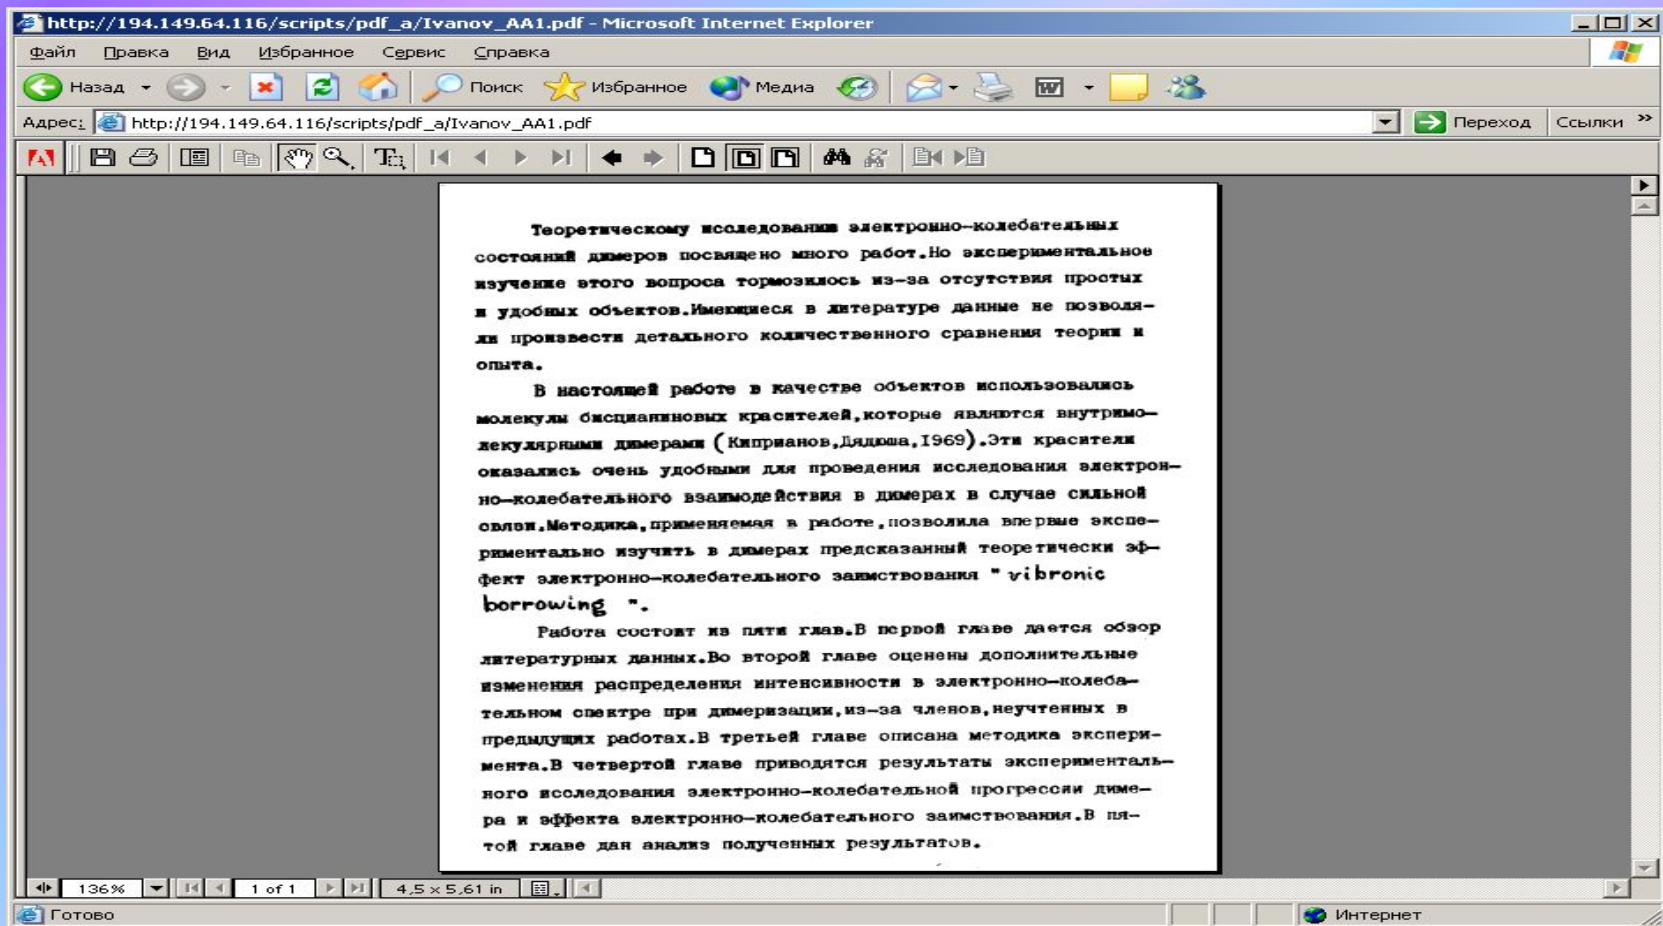 http://194.149.64.116/scripts/pdf_a/Ivanov_AA1.pdf - Microsoft Internet Explorer
Файл Правка Вид Избранное Сервис Справка
Назад Поиск Избранное Медиа
Адрес: http://194.149.64.116/scripts/pdf_a/Ivanov_AA1.pdf Переход Ссылки »
Теоретическому исследованию электронно-колебательных
состояний димеров посвящено много работ.Но экспериментальное
изучение этого вопроса тормозилось из-за отсутствия простых
и удобных объектов.Имеющиеся в литературе данные не позволя-
ли произвести детального количественного сравнения теории и
опыта.
В настоящей работе в качестве объектов использовались
молекулы бисцианиновых красителей,которые являются внутримо-
лекулярными димерами (Киприанов,Дядюша,1969).Эти красители
оказались очень удобными для проведения исследования электрон-
но-колебательного взаимодействия в димерах в случае сильной
связи.Методика,применяемая в работе,позволила впервые экспе-
риментально изучить в димерах предсказанный теоретически эф-
фект электронно-колебательного заимствования " vibronic
borrowing ".
Работа состоит из пяти глав.В первой главе дается обзор
литературных данных.Во второй главе оценены дополнительные
изменения распределения интенсивности в электронно-колеба-
тельном спектре при димеризации,из-за членов,неучтенных в
предыдущих работах.В третьей главе описана методика экспери-
мента.В четвертой главе приводятся результаты эксперименталь-
ного исследования электронно-колебательной прогрессии диме-
ра и эффекта электронно-колебательного заимствования.В пя-
той главе дан анализ полученных результатов.
136% 1 of 1 4,5 x 5,61 in
Готово Интернет